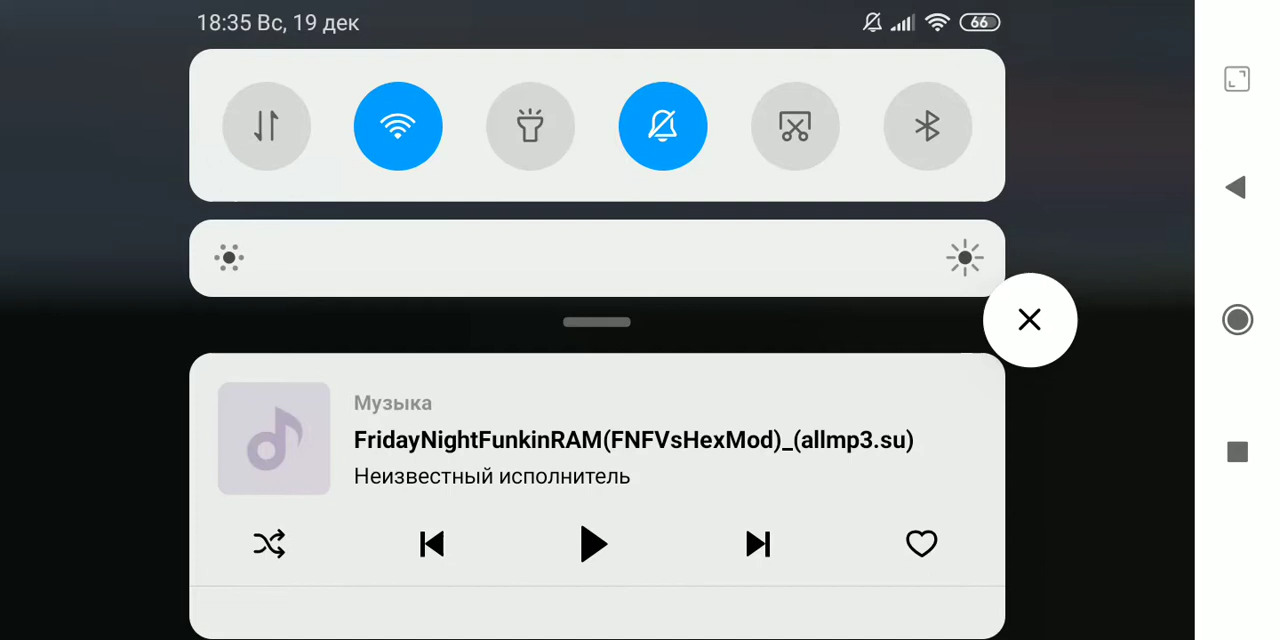 18:35 Вс, 19 дек
66
Музыка
FridayNightFunkinRAM(FNFVsHexMod)_(allmp3.su)
Неизвестный исполнитель